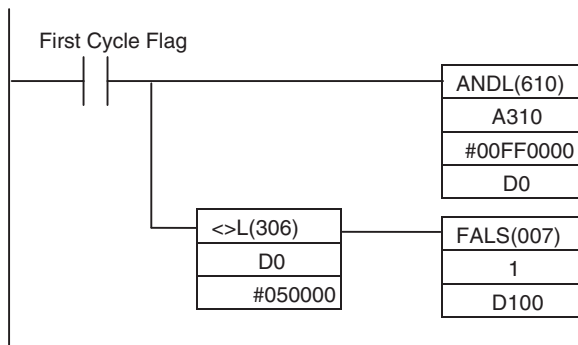 First Cycle Flag
ANDL(610)
A310
#00FF0000
D0
<>L(306)
D0
#050000
FALS(007)
1
D100